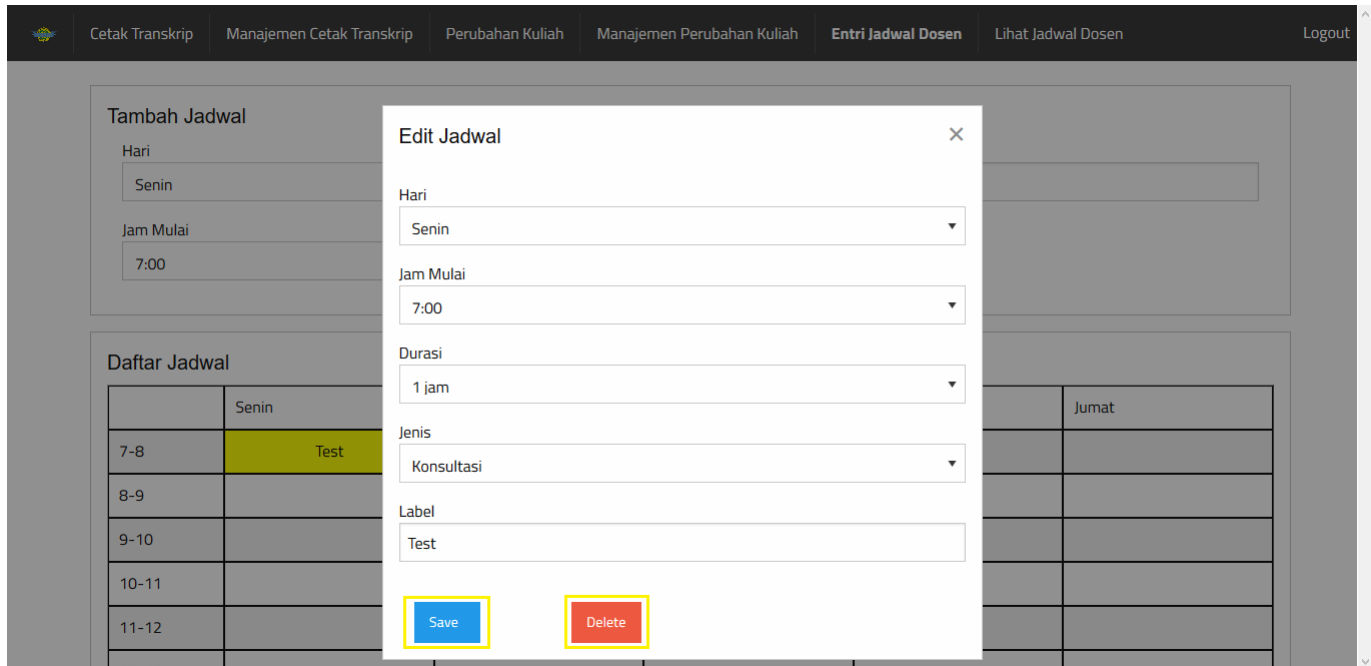 Cetak Transkrip Manajemen Cetak Transkrip Perubahan Kuliah Manajemen Perubahan Kuliah Entri Jadwal Dosen Lihat Jadwal Dosen Logout
Tambah Jadwal
Hari
Senin
Jam Mulai
7:00
Edit Jadwal ×
Hari
Senin
Jam Mulai
7:00
Durasi
1 jam
Jenis
Konsultasi
Label
Test
Save Delete
Daftar Jadwal
Senin Jumat
7-8 Test
8-9
9-10
10-11
11-12